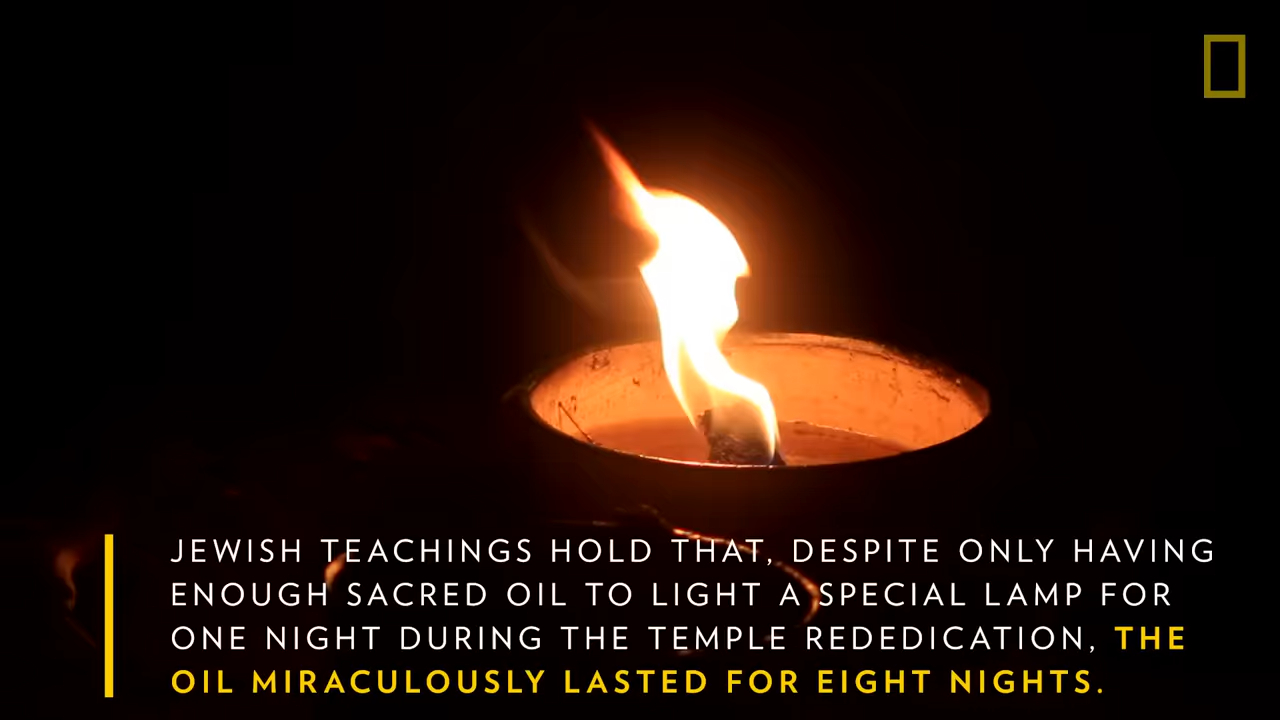 JEWISH TEACHINGS HOLD THAT, DESPITE ONLY HAVING
ENOUGH SACRED OIL TO LIGHT A SPECIAL LAMP FOR
ONE NIGHT DURING THE TEMPLE REDEDICATION, THE
OIL MIRACULOUSLY LASTED FOR EIGHT NIGHTS.